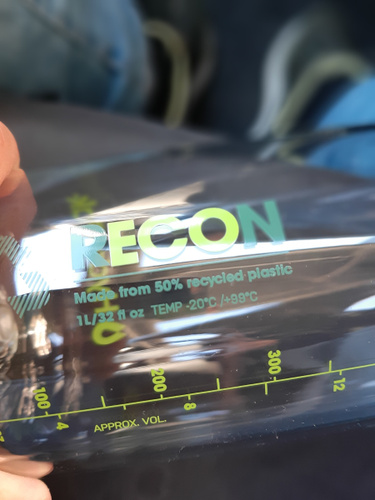 RECON
Made from 50% recycled plastic
1L/32 fl oz TEMP -20°C /+99°C
100 200 300
4 8 12
APPROX. VOL.